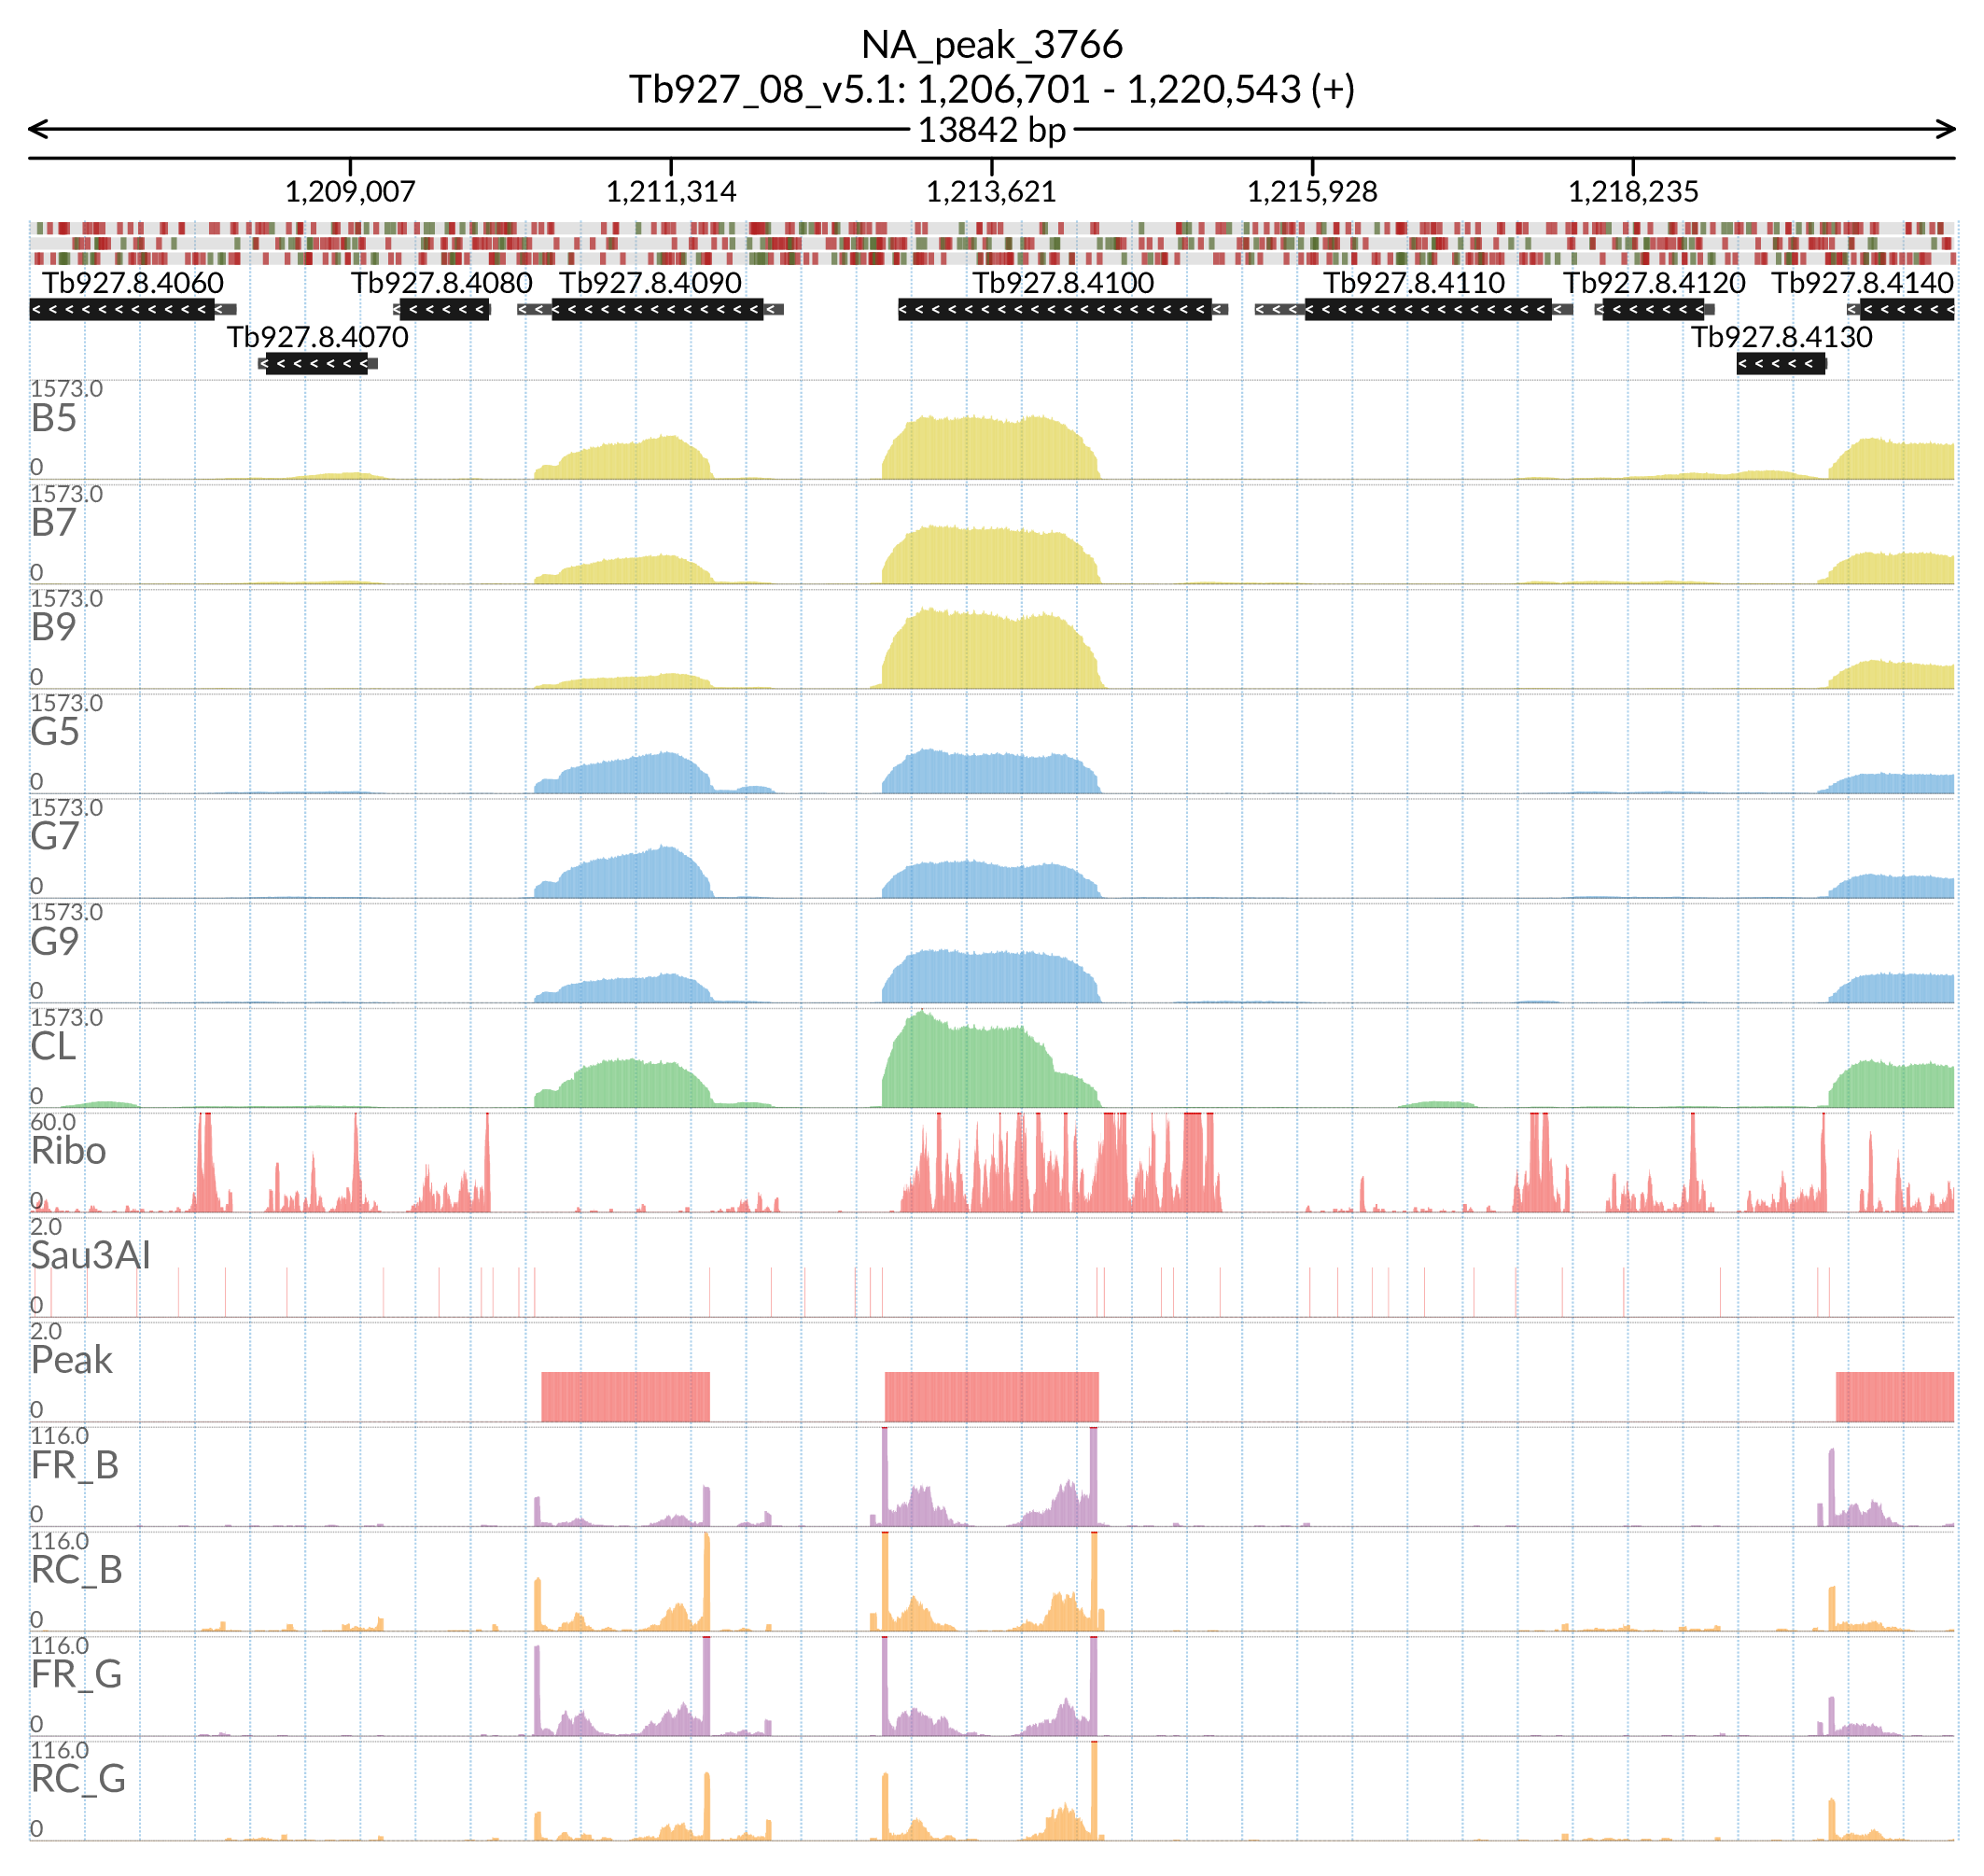 NA_peak_3766
Tb927_08_v5.1: 1,206,701 - 1,220,543 (+)
13842 bp
1,209,007 1,211,314 1,213,621 1,215,928 1,218,235
Tb927.8.4060 Tb927.8.4080 Tb927.8.4090 Tb927.8.4100 Tb927.8.4110 Tb927.8.4120 Tb927.8.4140
Tb927.8.4070 Tb927.8.4130
1573.0
B5
0
1573.0
B7
0
1573.0
B9
0
1573.0
G5
0
1573.0
G7
0
1573.0
G9
0
1573.0
CL
0
60.0
Ribo
0
2.0
Sau3AI
0
2.0
Peak
0
116.0
FR_B
0
116.0
RC_B
0
116.0
FR_G
0
116.0
RC_G
0